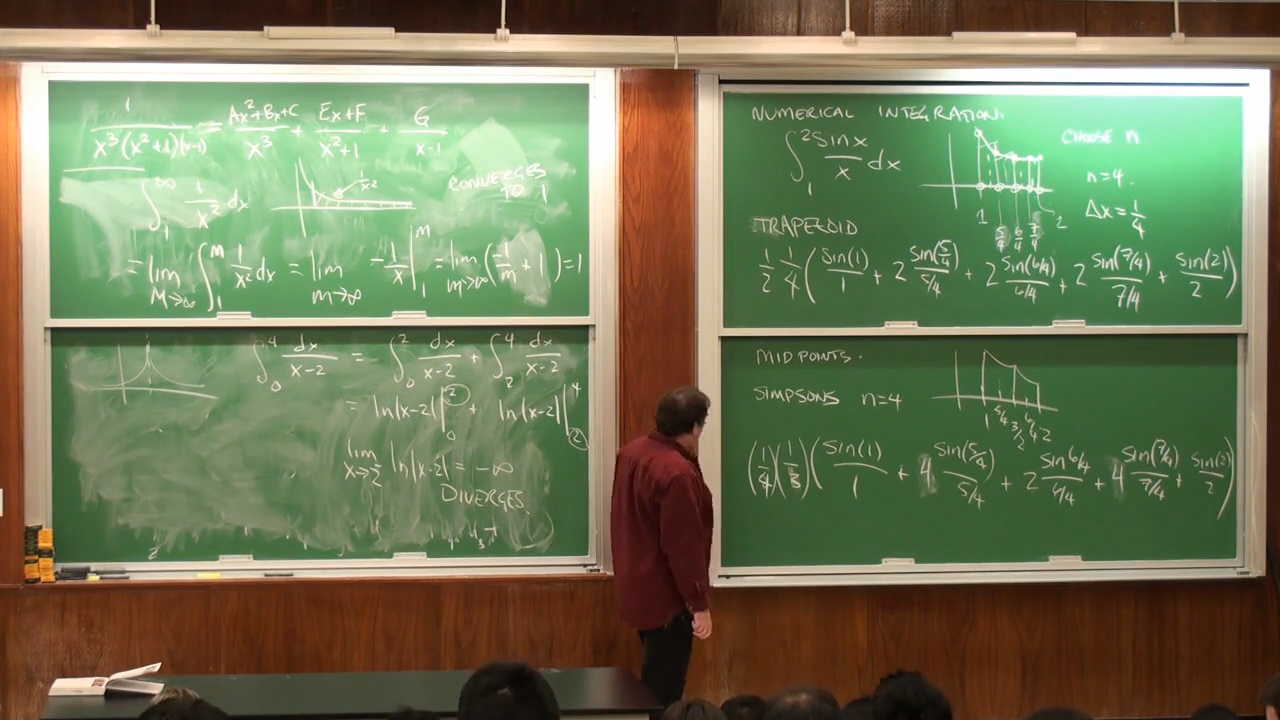 1/(x³(x²+1)(x-1)) = (Ax²+Bx+C)/x³ + (Ex+F)/(x²+1) + G/(x-1)
∫₁^∞ 1/x² dx
1/x²
CONVERGES
TO 1
= lim M→∞ ∫₁^M 1/x² dx = lim m→∞ -1/x |₁^M = lim m→∞ (-1/m + 1) = 1
∫₀⁴ dx/(x-2) = ∫₀² dx/(x-2) + ∫₂⁴ dx/(x-2)
= ln|x-2| |₀² + ln|x-2| |₂⁴
lim x→2⁻ ln|x-2| = -∞
DIVERGES
NUMERICAL INTEGRATION.
∫₁² Sinx/x dx
1 5/4 6/4 7/4 2
CHOOSE n.
n=4.
Δx = 1/4
TRAPEZOID
1/2 1/4 (Sin(1)/1 + 2 Sin(5/4)/(5/4) + 2 Sin(6/4)/(6/4) + 2 Sin(7/4)/(7/4) + Sin(2)/2)
MIDPOINTS.
SIMPSONS n=4
1 5/4 3/2 2
(1/4)(1/3)(Sin(1)/1 + 4 Sin(5/4)/(5/4) + 2 Sin 6/4/(6/4) + 4 Sin(7/4)/(7/4) + Sin(2)/2)